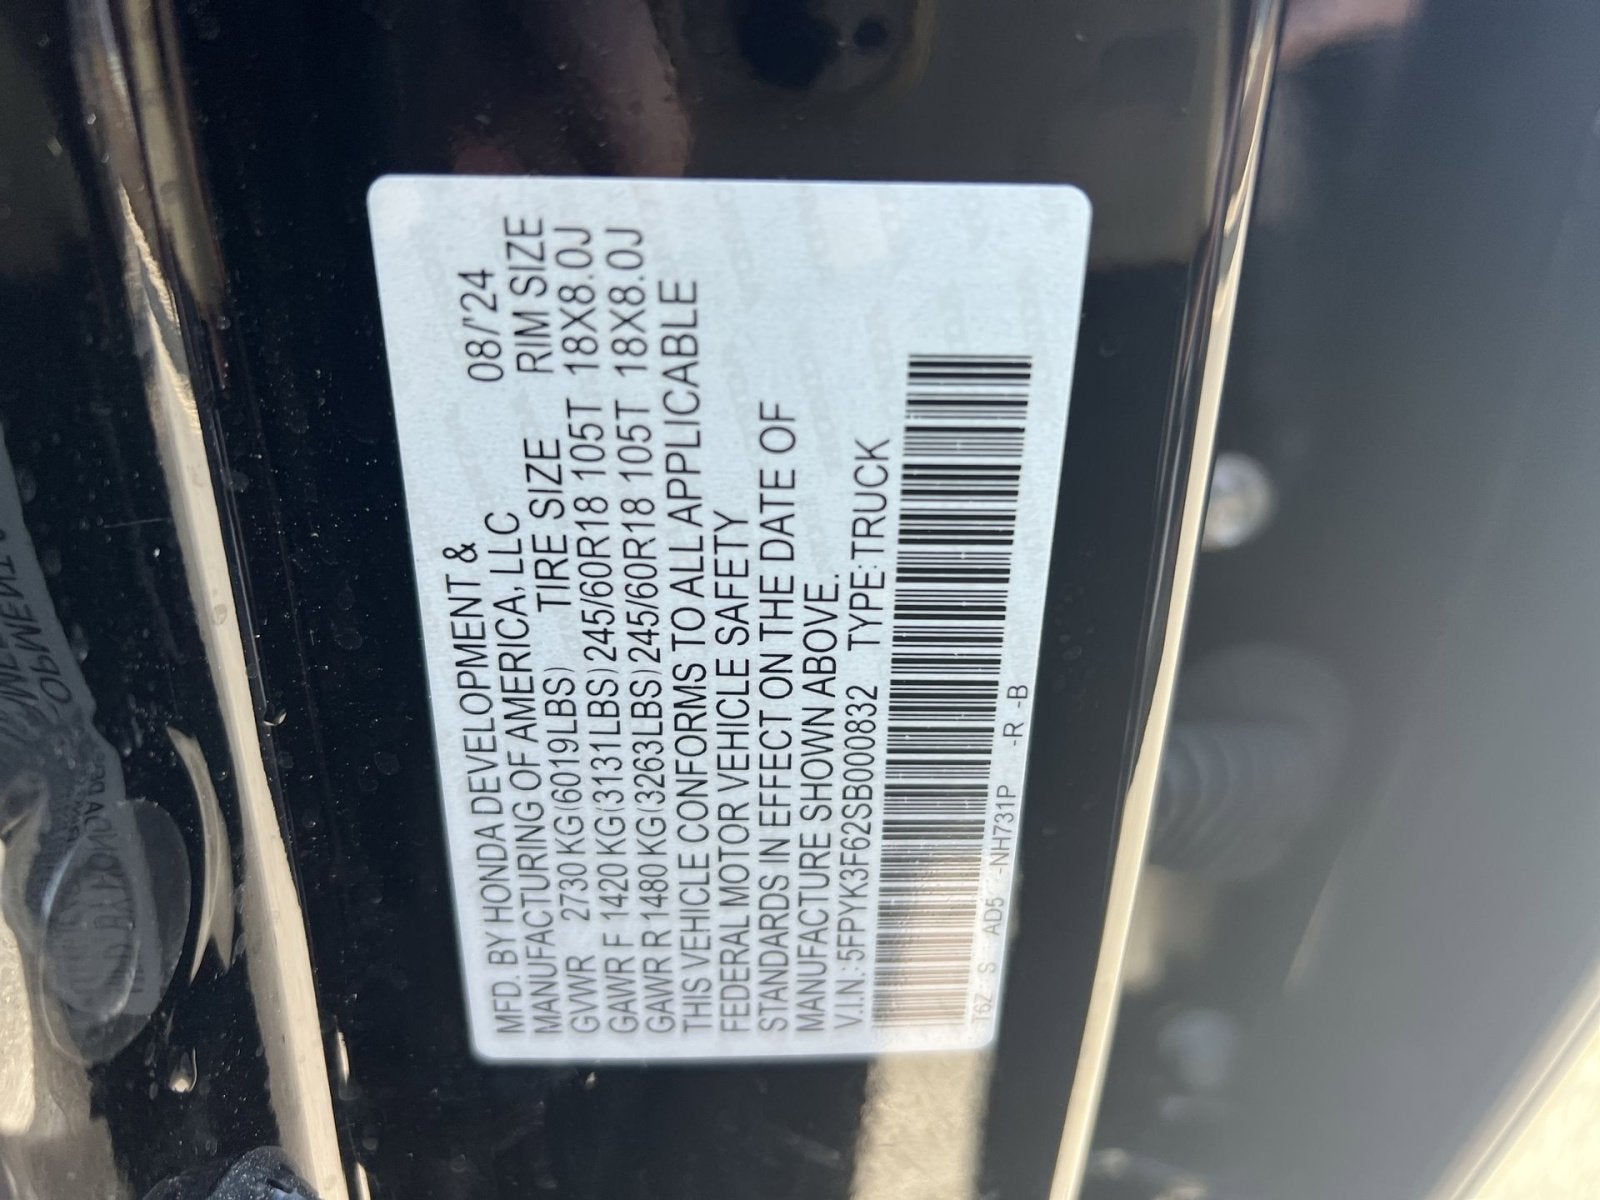 MFD. BY HONDA DEVELOPMENT & 08/'24
MANUFACTURING OF AMERICA, LLC
GVWR 2730 KG(6019LBS) TIRE SIZE RIM SIZE
GAWR F 1420 KG(3131LBS) 245/60R18 105T 18X8.0J
GAWR R 1480 KG(3263LBS) 245/60R18 105T 18X8.0J
THIS VEHICLE CONFORMS TO ALL APPLICABLE
FEDERAL MOTOR VEHICLE SAFETY
STANDARDS IN EFFECT ON THE DATE OF
MANUFACTURE SHOWN ABOVE.
V.I.N.: 5FPYK3F62SB000832 TYPE: TRUCK
T6Z S AD5 -NH731P -R -B